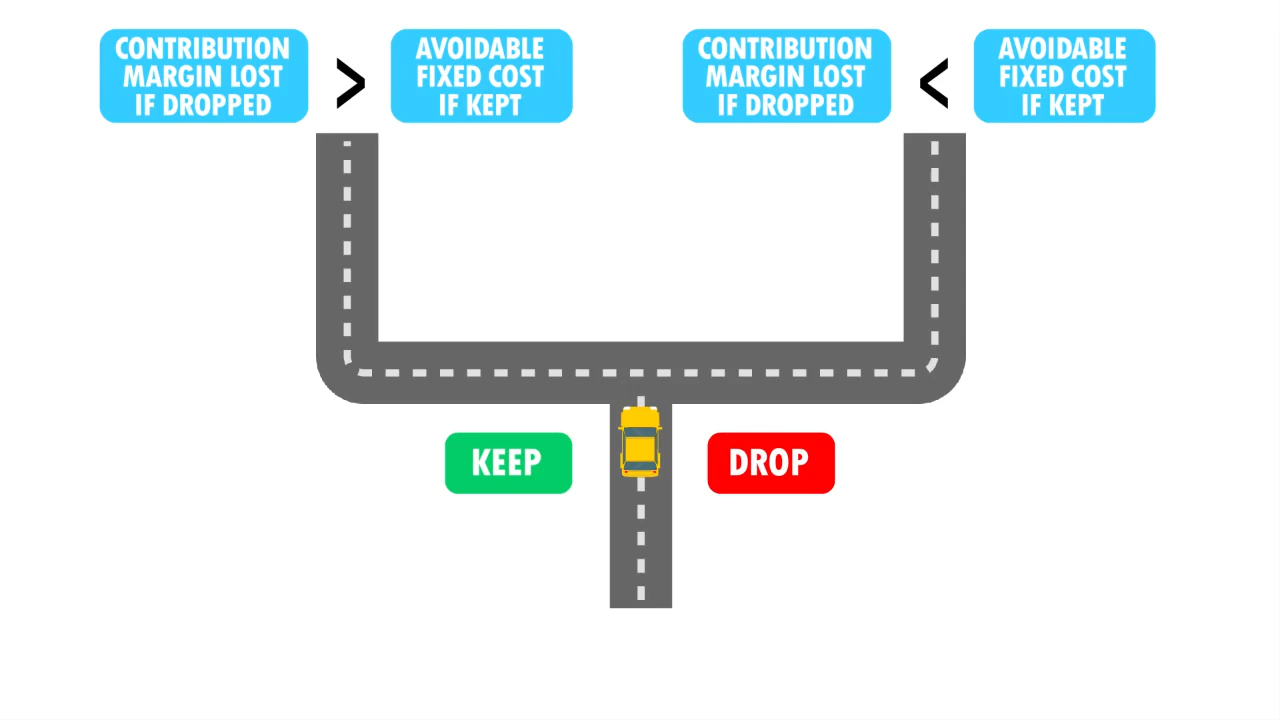 CONTRIBUTION
MARGIN LOST
IF DROPPED
>
AVOIDABLE
FIXED COST
IF KEPT
CONTRIBUTION
MARGIN LOST
IF DROPPED
<
AVOIDABLE
FIXED COST
IF KEPT
KEEP
DROP